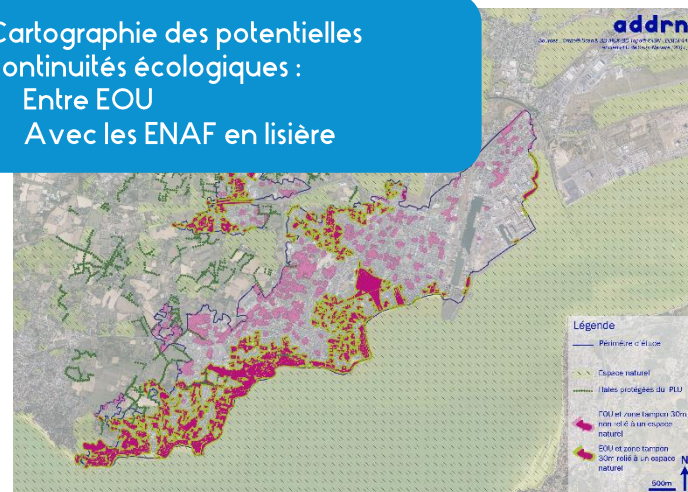 Cartographie des potentielles
continuités écologiques :
Entre EOU
Avec les ENAF en lisière
addrn
Légende
Périmètre d'étude
Espace naturel
Haies protégées du PLU
EOU et zone tampon 30m
non relié à un espace
naturel
EOU et zone tampon
30m relié à un espace
naturel
N
500m